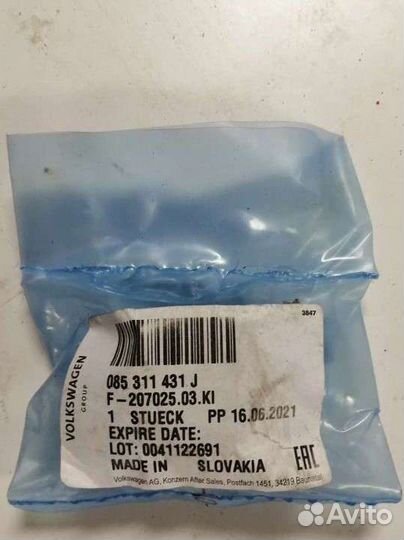 3847
VOLKSWAGEN
GROUP
085 311 431 J
F-207025.03.KI
1 STUECK PP 16.06.2021
EXPIRE DATE:
LOT: 0041122691
MADE IN SLOVAKIA
EAC
Volkswagen AG, Konzern After Sales, Postfach 1451, 34219 Baunatal
Avito